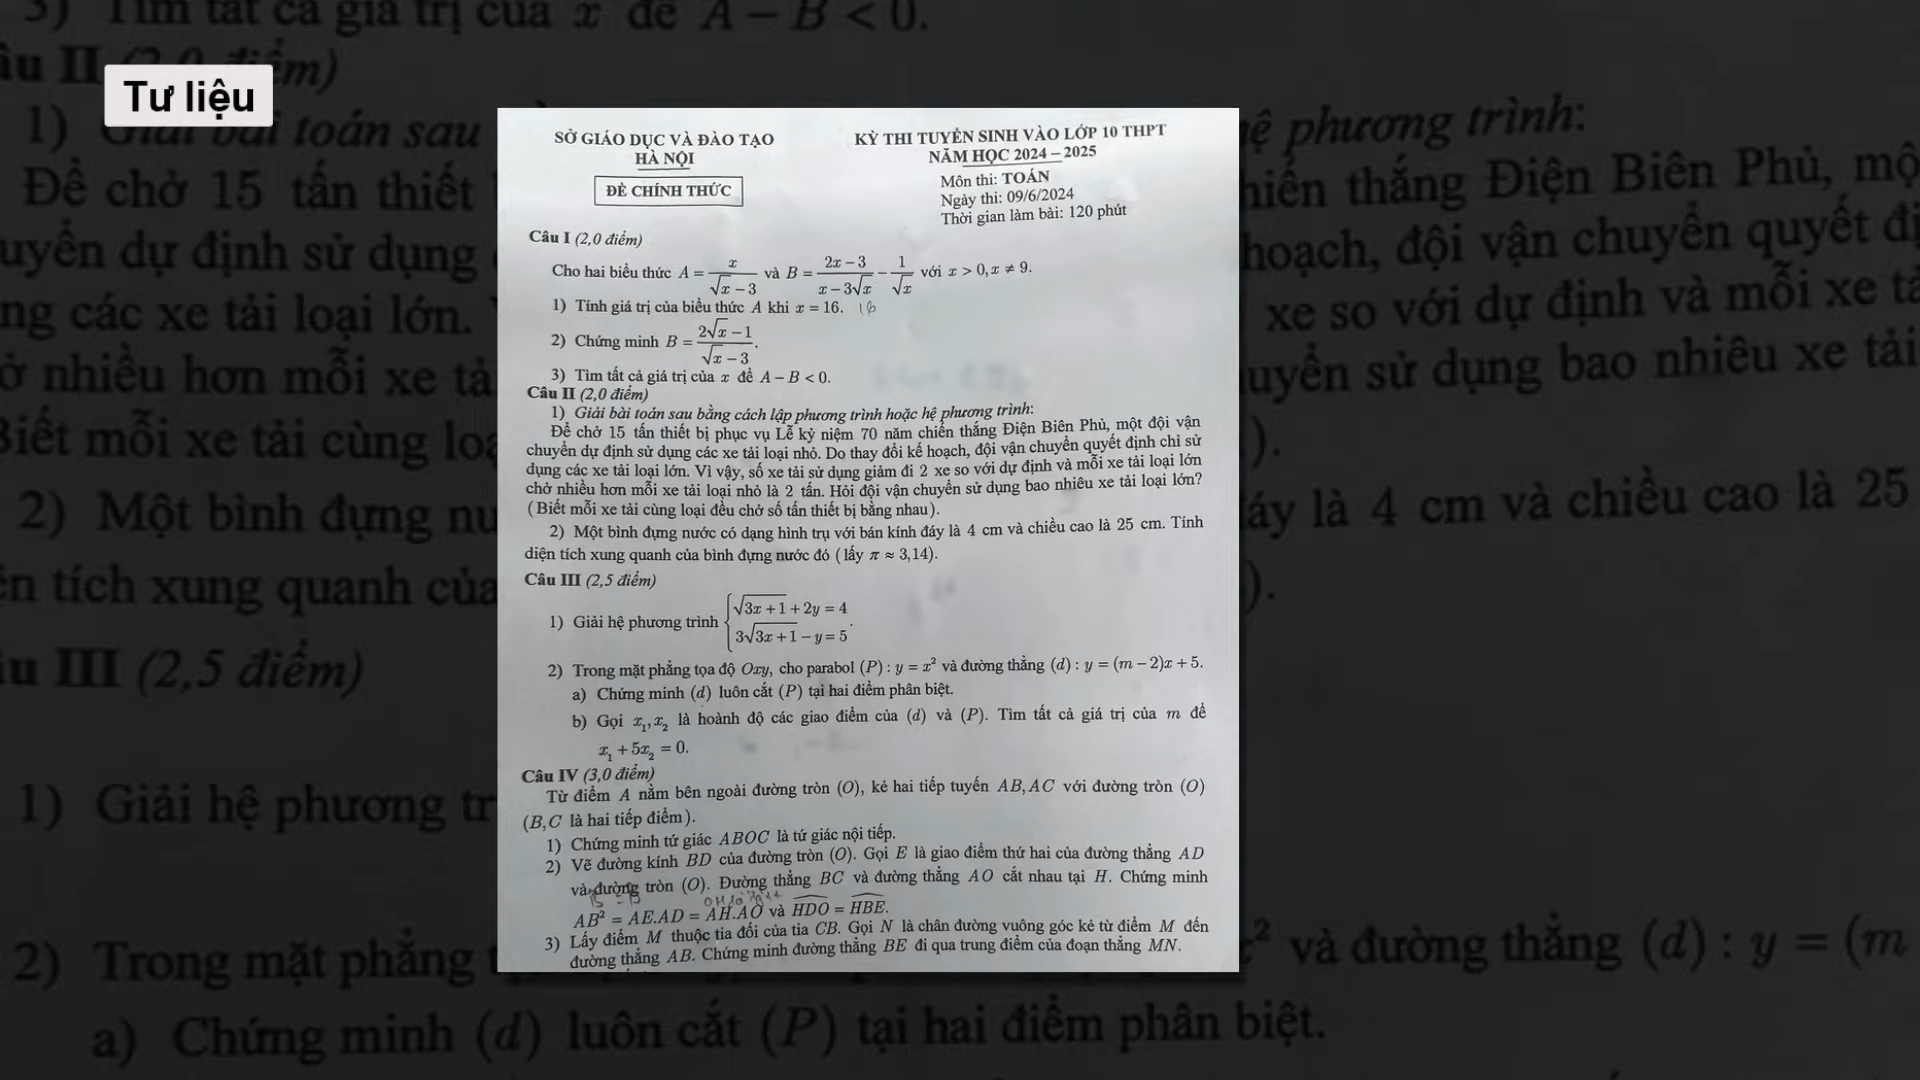 Tư liệu
SỞ GIÁO DỤC VÀ ĐÀO TẠO
HÀ NỘI
ĐỀ CHÍNH THỨC
KỲ THI TUYỂN SINH VÀO LỚP 10 THPT
NĂM HỌC 2024 – 2025
Môn thi: TOÁN
Ngày thi: 09/6/2024
Thời gian làm bài: 120 phút
Câu I (2,0 điểm)
Cho hai biểu thức A = x/(√x − 3) và B = (2x − 3)/(x − 3√x) − 1/√x với x > 0, x ≠ 9.
1) Tính giá trị của biểu thức A khi x = 16. 16
2) Chứng minh B = (2√x − 1)/(√x − 3).
3) Tìm tất cả giá trị của x để A − B < 0.
Câu II (2,0 điểm)
1) Giải bài toán sau bằng cách lập phương trình hoặc hệ phương trình:
Để chở 15 tấn thiết bị phục vụ Lễ kỷ niệm 70 năm chiến thắng Điện Biên Phủ, một đội vận
chuyển dự định sử dụng các xe tải loại nhỏ. Do thay đổi kế hoạch, đội vận chuyển quyết định chỉ sử
dụng các xe tải loại lớn. Vì vậy, số xe tải sử dụng giảm đi 2 xe so với dự định và mỗi xe tải loại lớn
chở nhiều hơn mỗi xe tải loại nhỏ là 2 tấn. Hỏi đội vận chuyển sử dụng bao nhiêu xe tải loại lớn?
(Biết mỗi xe tải cùng loại đều chở số tấn thiết bị bằng nhau).
2) Một bình đựng nước có dạng hình trụ với bán kính đáy là 4 cm và chiều cao là 25 cm. Tính
diện tích xung quanh của bình đựng nước đó (lấy π ≈ 3,14).
Câu III (2,5 điểm)
1) Giải hệ phương trình { √(3x + 1) + 2y = 4
3√(3x + 1) − y = 5 .
2) Trong mặt phẳng tọa độ Oxy, cho parabol (P) : y = x² và đường thẳng (d) : y = (m − 2)x + 5.
a) Chứng minh (d) luôn cắt (P) tại hai điểm phân biệt.
b) Gọi x₁, x₂ là hoành độ các giao điểm của (d) và (P). Tìm tất cả giá trị của m để
x₁ + 5x₂ = 0.
Câu IV (3,0 điểm)
Từ điểm A nằm bên ngoài đường tròn (O), kẻ hai tiếp tuyến AB, AC với đường tròn (O)
(B, C là hai tiếp điểm).
1) Chứng minh tứ giác ABOC là tứ giác nội tiếp.
2) Vẽ đường kính BD của đường tròn (O). Gọi E là giao điểm thứ hai của đường thẳng AD
và đường tròn (O). Đường thẳng BC và đường thẳng AO cắt nhau tại H. Chứng minh
AB² = AE.AD = AH.AO và HDO = HBE.
3) Lấy điểm M thuộc tia đối của tia CB. Gọi N là chân đường vuông góc kẻ từ điểm M đến
đường thẳng AB. Chứng minh đường thẳng BE đi qua trung điểm của đoạn thẳng MN.